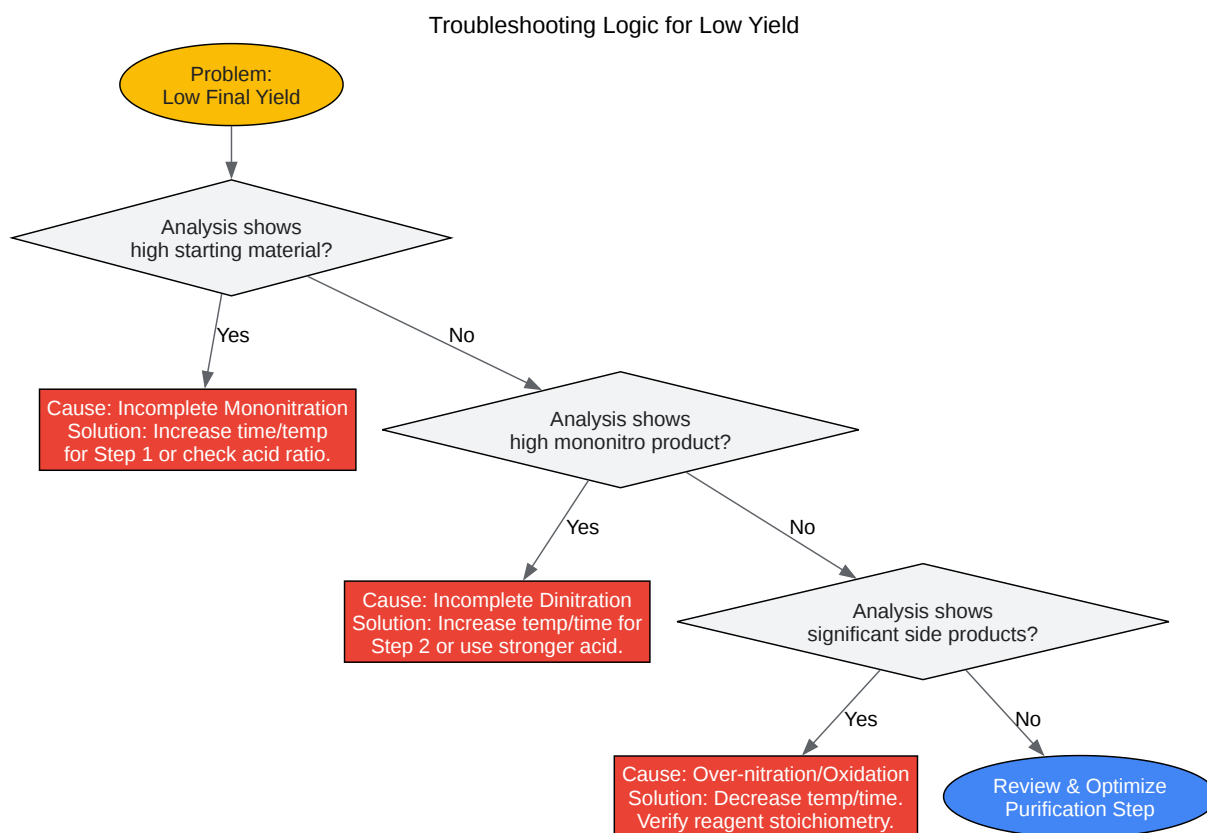 Troubleshooting Logic for Low Yield
Problem:
Low Final Yield
Analysis shows
high starting material?
Yes
No
Cause: Incomplete Mononitration
Solution: Increase time/temp
for Step 1 or check acid ratio.
Analysis shows
high mononitro product?
Yes
No
Cause: Incomplete Dinitration
Solution: Increase temp/time for
Step 2 or use stronger acid.
Analysis shows
significant side products?
Yes
No
Cause: Over-nitration/Oxidation
Solution: Decrease temp/time.
Verify reagent stoichiometry.
Review & Optimize
Purification Step